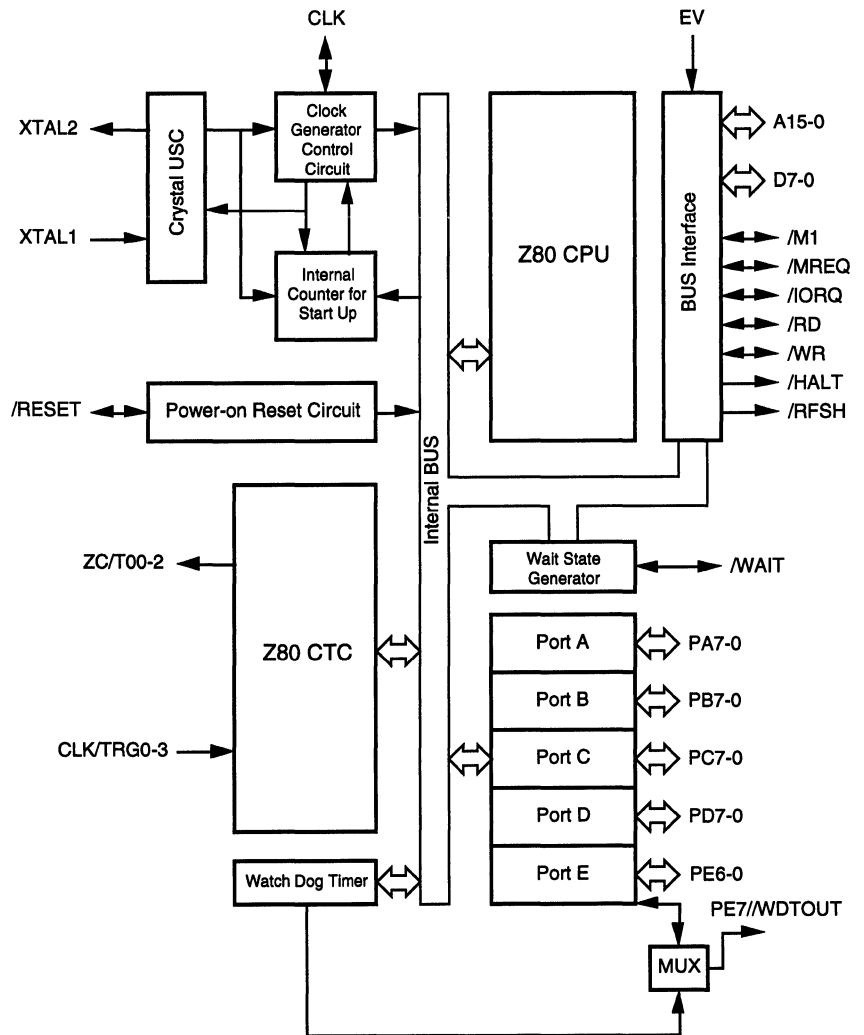 CLK
EV
XTAL2
XTAL1
Crystal USC
Clock
Generator
Control
Circuit
Internal
Counter for
Start Up
Z80 CPU
BUS Interface
A15-0
D7-0
/M1
/MREQ
/IORQ
/RD
/WR
/HALT
/RFSH
/RESET
Power-on Reset Circuit
Internal BUS
ZC/T00-2
Z80 CTC
CLK/TRG0-3
Wait State
Generator
/WAIT
Port A
PA7-0
Port B
PB7-0
Port C
PC7-0
Port D
PD7-0
Port E
PE6-0
Watch Dog Timer
PE7//WDTOUT
MUX